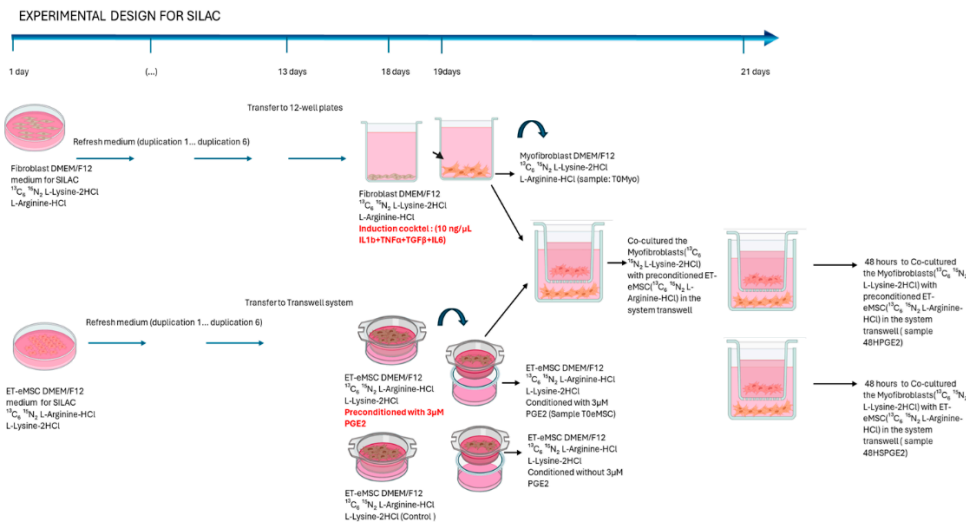 EXPERIMENTAL DESIGN FOR SILAC
1 day
(...)
13 days
18 days
19days
21 days
Transfer to 12-well plates
Refresh medium (duplication 1... duplication 6)
Fibroblast DMEM/F12
medium for SILAC
¹³C₆ ¹⁵N₂ L-Lysine-2HCl
L-Arginine-HCl
Fibroblast DMEM/F12
¹³C₆ ¹⁵N₂ L-Lysine-2HCl
L-Arginine-HCl
Induction cocktel : (10 ng/µL
IL1b+TNFα+TGFβ+IL6)
Myofibroblast DMEM/F12
¹³C₆ ¹⁵N₂ L-Lysine-2HCl
L-Arginine-HCl (sample: T0Myo)
Co-cultured the
Myofibroblasts(¹³C₆
¹⁵N₂ L-Lysine-2HCl)
with preconditioned ET-
eMSC(¹³C₆ ¹⁵N₂ L-
Arginine-HCl) in the
system transwell
48 hours to Co-cultured
the Myofibroblasts(¹³C₆ ¹⁵N₂
L-Lysine-2HCl) with
preconditioned ET-
eMSC(¹³C₆ ¹⁵N₂ L-Arginine-
HCl) in the system
transwell ( sample
48HPGE2)
Transfer to Transwell system
Refresh medium (duplication 1... duplication 6)
ET-eMSC DMEM/F12
medium for SILAC
¹³C₆ ¹⁵N₂ L-Arginine-HCl
L-Lysine-2HCl
ET-eMSC DMEM/F12
¹³C₆ ¹⁵N₂ L-Arginine-HCl
L-Lysine-2HCl
Preconditioned with 3µM
PGE2
ET-eMSC DMEM/F12
¹³C₆ ¹⁵N₂ L-Arginine-HCl
L-Lysine-2HCl
Conditioned with 3µM
PGE2 (Sample T0eMSC)
48 hours to Co-cultured
the Myofibroblasts(¹³C₆ ¹⁵N₂
L-Lysine-2HCl) with ET-
eMSC(¹³C₆ ¹⁵N₂ L-Arginine-
HCl) in the system
transwell ( sample
48HSPGE2)
ET-eMSC DMEM/F12
¹³C₆ ¹⁵N₂ L-Arginine-HCl
L-Lysine-2HCl
Conditioned without 3µM
PGE2
ET-eMSC DMEM/F12
¹³C₆ ¹⁵N₂ L-Arginine-HCl
L-Lysine-2HCl (Control )